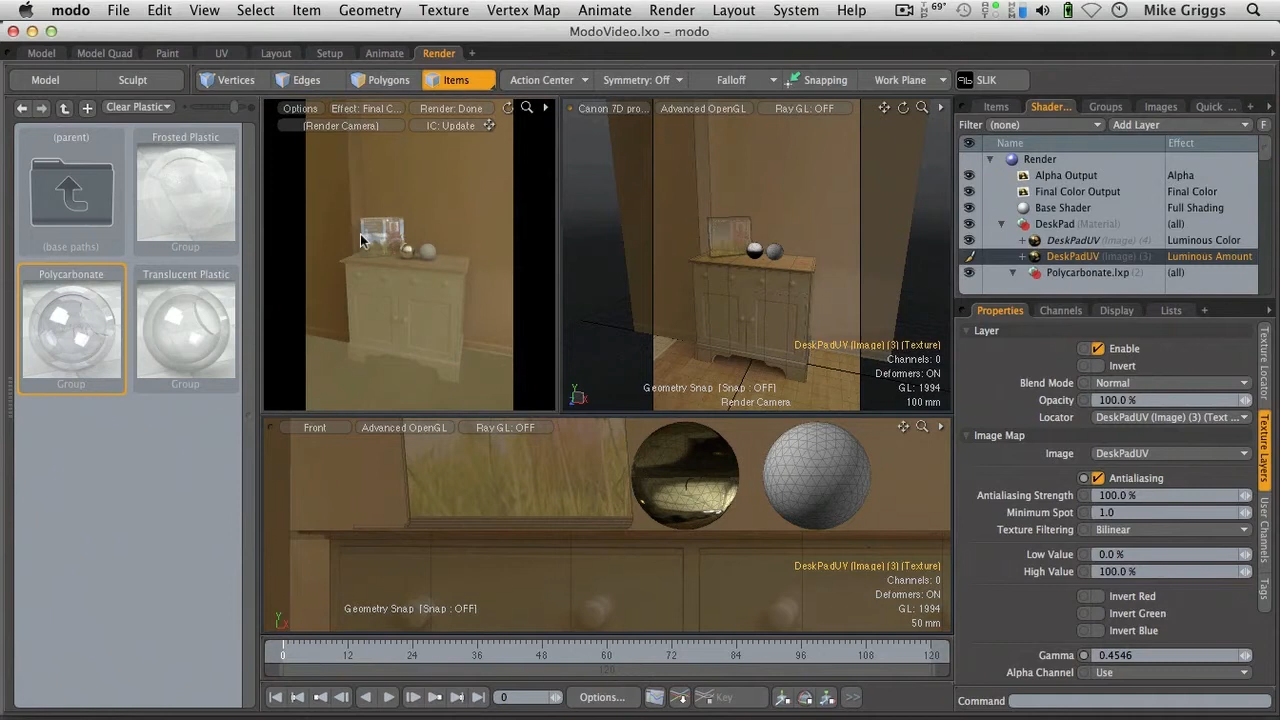 modo File Edit View Select Item Geometry Texture Vertex Map Animate Render Layout System Help 69° Mike Griggs
ModoVideo.lxo – modo
Model Model Quad Paint UV Layout Setup Animate Render +
Model Sculpt Vertices Edges Polygons Items Action Center Symmetry: Off Falloff Snapping Work Plane SLIK
Clear Plastic
(parent) Frosted Plastic
(base paths) Group
Polycarbonate Translucent Plastic
Group Group
Options Effect: Final C... Render: Done
(Render Camera) IC: Update
Canon 7D pro... Advanced OpenGL Ray GL: OFF
DeskPadUV (Image) (3) (Texture)
Channels: 0
Deformers: ON
Geometry Snap [Snap : OFF] GL: 1994
Render Camera 100 mm
Front Advanced OpenGL Ray GL: OFF
DeskPadUV (Image) (3) (Texture)
Channels: 0
Deformers: ON
Geometry Snap [Snap : OFF] GL: 1994
50 mm
0 12 24 36 48 60 72 84 96 108 120
120
0 Options... Key >>
Items Shader... Groups Images Quick ... +
Filter (none) Add Layer F
Name Effect
Render
Alpha Output Alpha
Final Color Output Final Color
Base Shader Full Shading
DeskPad (Material) (all)
+ DeskPadUV (Image) (4) Luminous Color
+ DeskPadUV (Image) (3) Luminous Amount
Polycarbonate.lxp (2) (all)
Properties Channels Display Lists +
Layer
Enable
Invert
Blend Mode Normal
Opacity 100.0 %
Locator DeskPadUV (Image) (3) (Text ...
Image Map
Image DeskPadUV
Antialiasing
Antialiasing Strength 100.0 %
Minimum Spot 1.0
Texture Filtering Bilinear
Low Value 0.0 %
High Value 100.0 %
Invert Red
Invert Green
Invert Blue
Gamma 0.4546
Alpha Channel Use
Texture Locator
Texture Layers
User Channels
Tags
Command